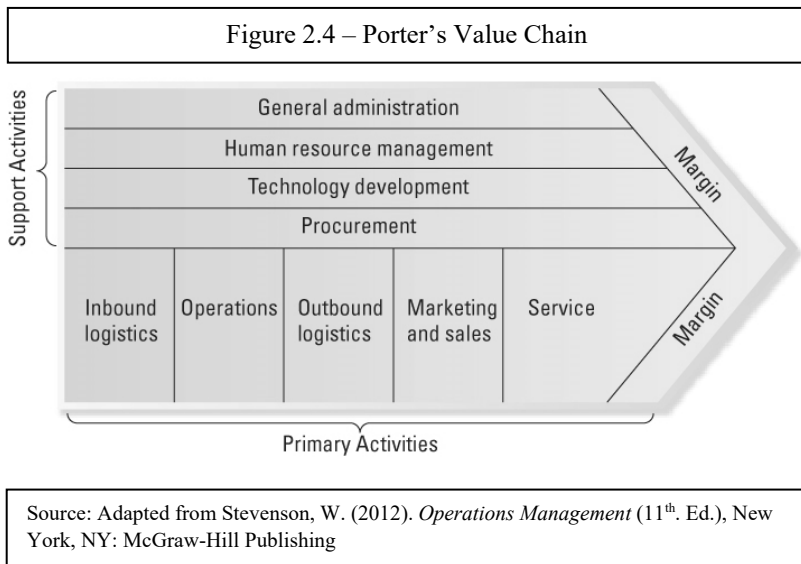 Figure 2.4 – Porter’s Value Chain
Support Activities
General administration
Human resource management
Technology development
Procurement
Margin
Inbound
logistics
Operations
Outbound
logistics
Marketing
and sales
Service
Margin
Primary Activities
Source: Adapted from Stevenson, W. (2012). Operations Management (11th. Ed.), New
York, NY: McGraw-Hill Publishing